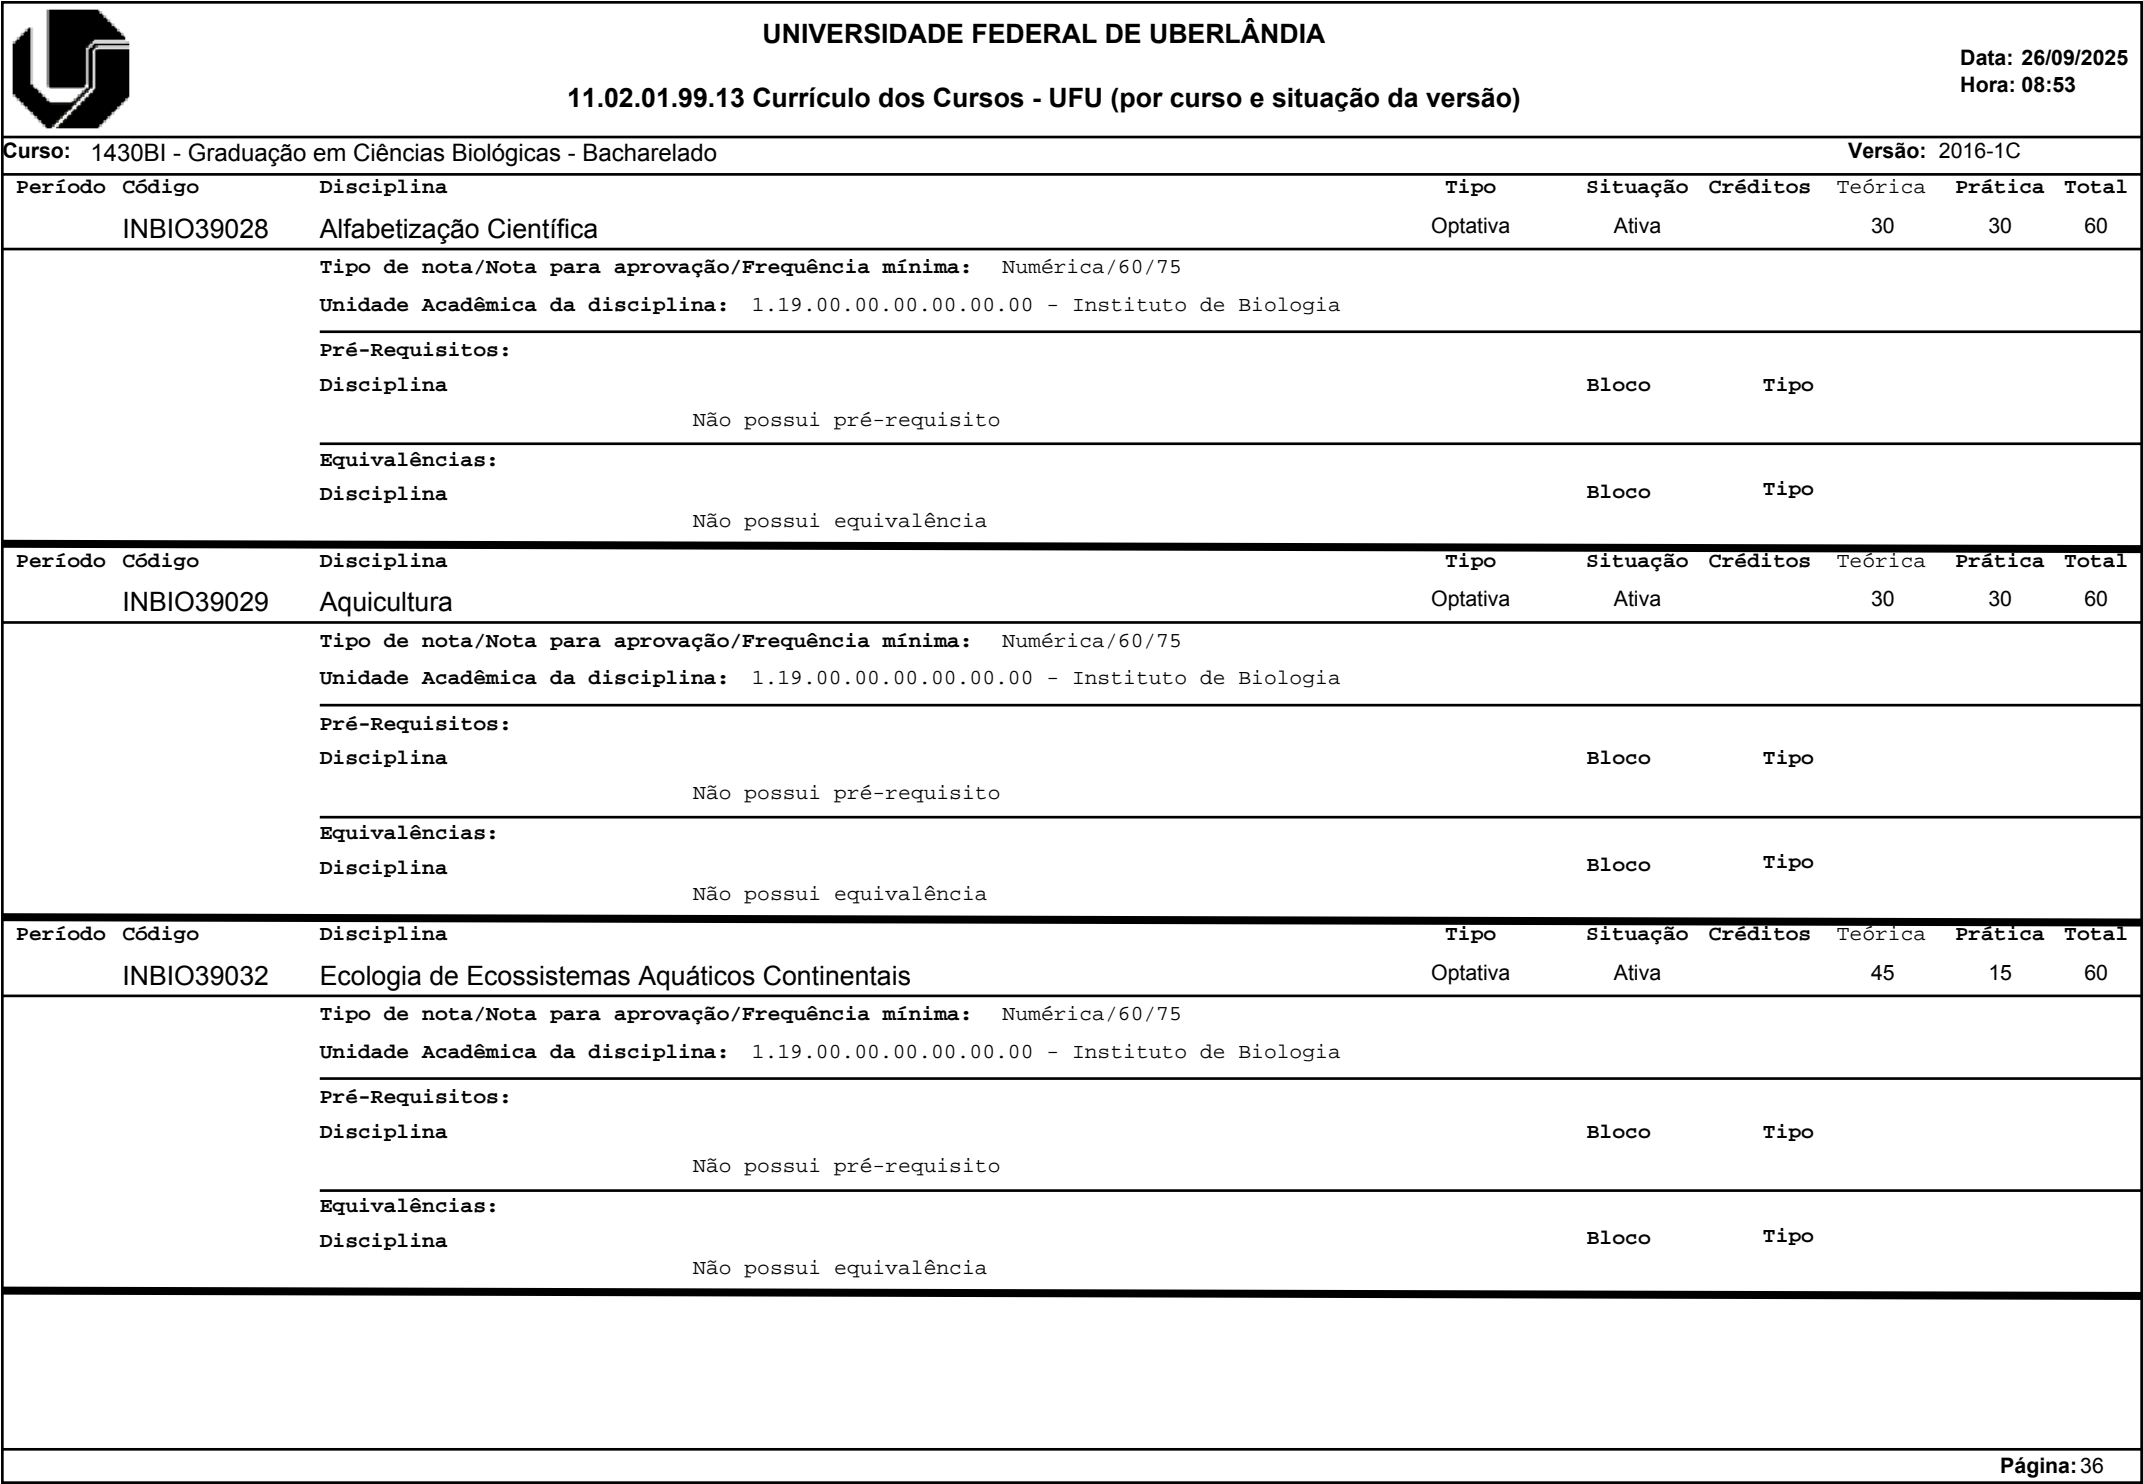 UNIVERSIDADE FEDERAL DE UBERLÂNDIA
Data: 26/09/2025
Hora: 08:53
11.02.01.99.13 Currículo dos Cursos - UFU (por curso e situação da versão)
Curso: 1430BI - Graduação em Ciências Biológicas - Bacharelado Versão: 2016-1C
Período Código Disciplina Tipo Situação Créditos Teórica Prática Total
INBIO39028 Alfabetização Científica Optativa Ativa 30 30 60
Tipo de nota/Nota para aprovação/Frequência mínima: Numérica/60/75
Unidade Acadêmica da disciplina: 1.19.00.00.00.00.00.00 - Instituto de Biologia
Pré-Requisitos:
Disciplina Bloco Tipo
Não possui pré-requisito
Equivalências:
Disciplina Bloco Tipo
Não possui equivalência
Período Código Disciplina Tipo Situação Créditos Teórica Prática Total
INBIO39029 Aquicultura Optativa Ativa 30 30 60
Tipo de nota/Nota para aprovação/Frequência mínima: Numérica/60/75
Unidade Acadêmica da disciplina: 1.19.00.00.00.00.00.00 - Instituto de Biologia
Pré-Requisitos:
Disciplina Bloco Tipo
Não possui pré-requisito
Equivalências:
Disciplina Bloco Tipo
Não possui equivalência
Período Código Disciplina Tipo Situação Créditos Teórica Prática Total
INBIO39032 Ecologia de Ecossistemas Aquáticos Continentais Optativa Ativa 45 15 60
Tipo de nota/Nota para aprovação/Frequência mínima: Numérica/60/75
Unidade Acadêmica da disciplina: 1.19.00.00.00.00.00.00 - Instituto de Biologia
Pré-Requisitos:
Disciplina Bloco Tipo
Não possui pré-requisito
Equivalências:
Disciplina Bloco Tipo
Não possui equivalência
Página: 36